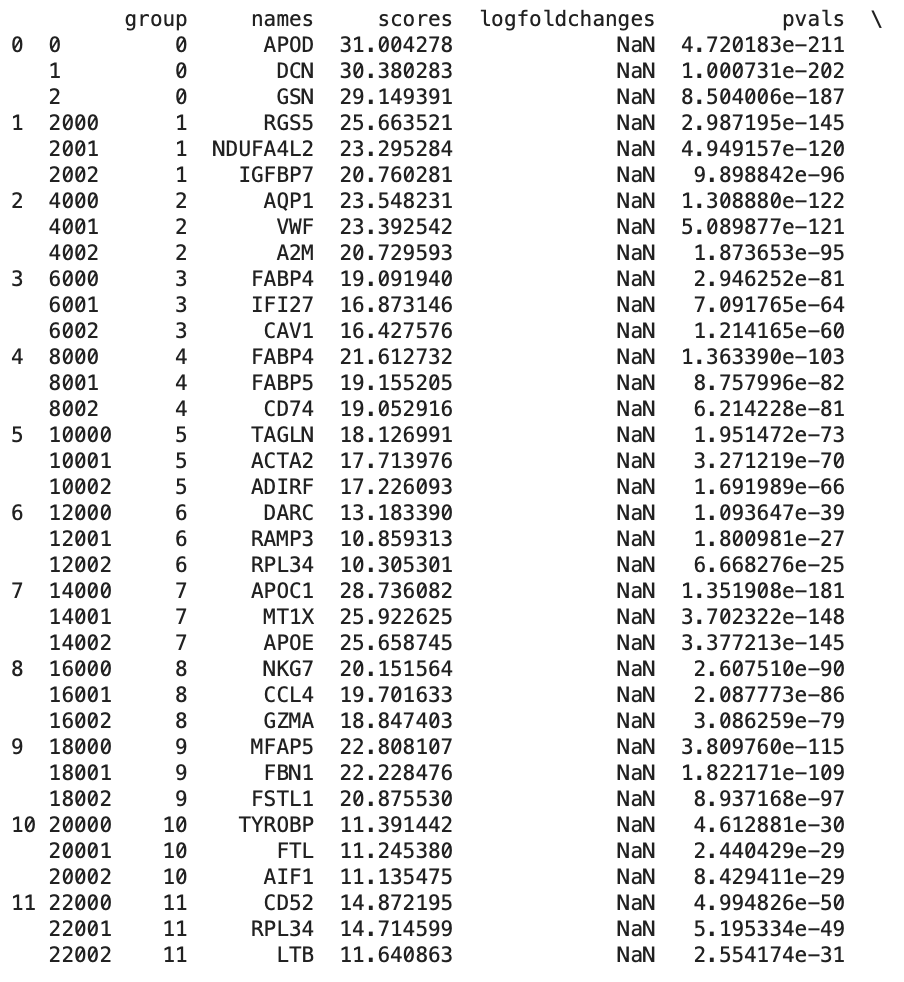 group names scores logfoldchanges pvals \
0 0 0 APOD 31.004278 NaN 4.720183e-211
1 0 DCN 30.380283 NaN 1.000731e-202
2 0 GSN 29.149391 NaN 8.504006e-187
1 2000 1 RGS5 25.663521 NaN 2.987195e-145
2001 1 NDUFA4L2 23.295284 NaN 4.949157e-120
2002 1 IGFBP7 20.760281 NaN 9.898842e-96
2 4000 2 AQP1 23.548231 NaN 1.308880e-122
4001 2 VWF 23.392542 NaN 5.089877e-121
4002 2 A2M 20.729593 NaN 1.873653e-95
3 6000 3 FABP4 19.091940 NaN 2.946252e-81
6001 3 IFI27 16.873146 NaN 7.091765e-64
6002 3 CAV1 16.427576 NaN 1.214165e-60
4 8000 4 FABP4 21.612732 NaN 1.363390e-103
8001 4 FABP5 19.155205 NaN 8.757996e-82
8002 4 CD74 19.052916 NaN 6.214228e-81
5 10000 5 TAGLN 18.126991 NaN 1.951472e-73
10001 5 ACTA2 17.713976 NaN 3.271219e-70
10002 5 ADIRF 17.226093 NaN 1.691989e-66
6 12000 6 DARC 13.183390 NaN 1.093647e-39
12001 6 RAMP3 10.859313 NaN 1.800981e-27
12002 6 RPL34 10.305301 NaN 6.668276e-25
7 14000 7 APOC1 28.736082 NaN 1.351908e-181
14001 7 MT1X 25.922625 NaN 3.702322e-148
14002 7 APOE 25.658745 NaN 3.377213e-145
8 16000 8 NKG7 20.151564 NaN 2.607510e-90
16001 8 CCL4 19.701633 NaN 2.087773e-86
16002 8 GZMA 18.847403 NaN 3.086259e-79
9 18000 9 MFAP5 22.808107 NaN 3.809760e-115
18001 9 FBN1 22.228476 NaN 1.822171e-109
18002 9 FSTL1 20.875530 NaN 8.937168e-97
10 20000 10 TYROBP 11.391442 NaN 4.612881e-30
20001 10 FTL 11.245380 NaN 2.440429e-29
20002 10 AIF1 11.135475 NaN 8.429411e-29
11 22000 11 CD52 14.872195 NaN 4.994826e-50
22001 11 RPL34 14.714599 NaN 5.195334e-49
22002 11 LTB 11.640863 NaN 2.554174e-31